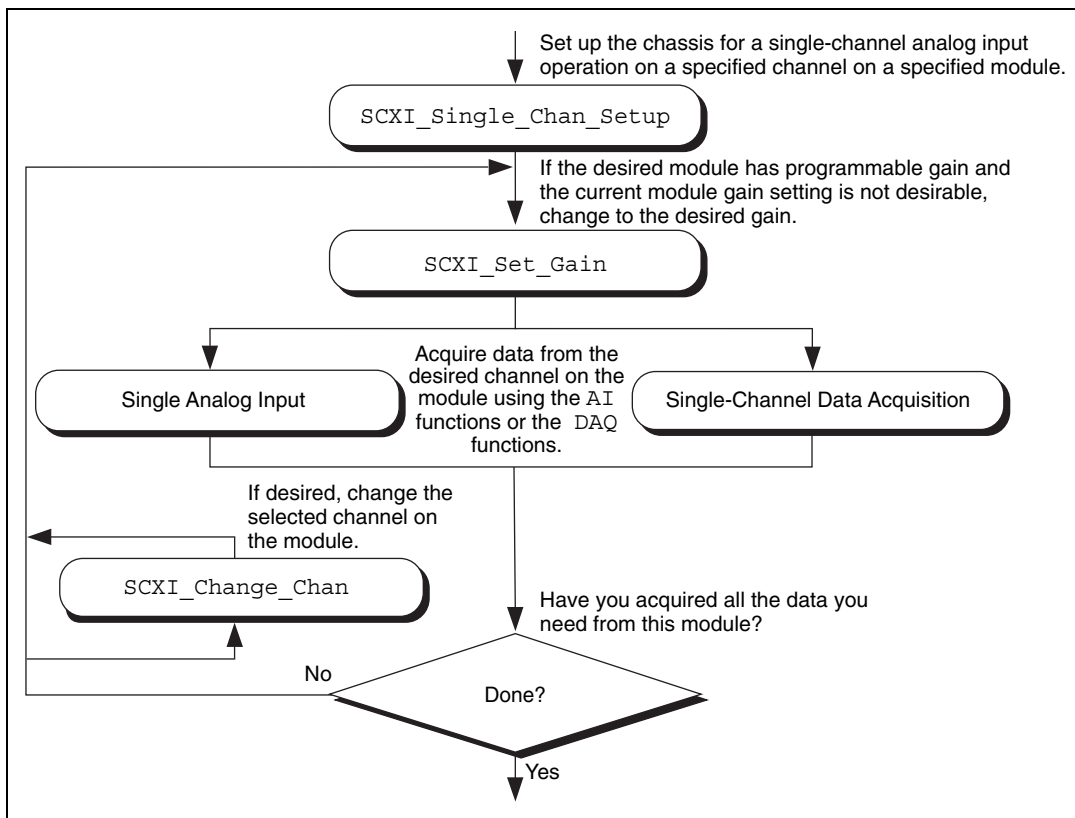 Set up the chassis for a single-channel analog input
operation on a specified channel on a specified module.
SCXI_Single_Chan_Setup
If the desired module has programmable gain and
the current module gain setting is not desirable,
change to the desired gain.
SCXI_Set_Gain
Single Analog Input
Acquire data from the
desired channel on the
module using the AI
functions or the DAQ
functions.
Single-Channel Data Acquisition
If desired, change the
selected channel on
the module.
SCXI_Change_Chan
Have you acquired all the data you
need from this module?
No
Done?
Yes